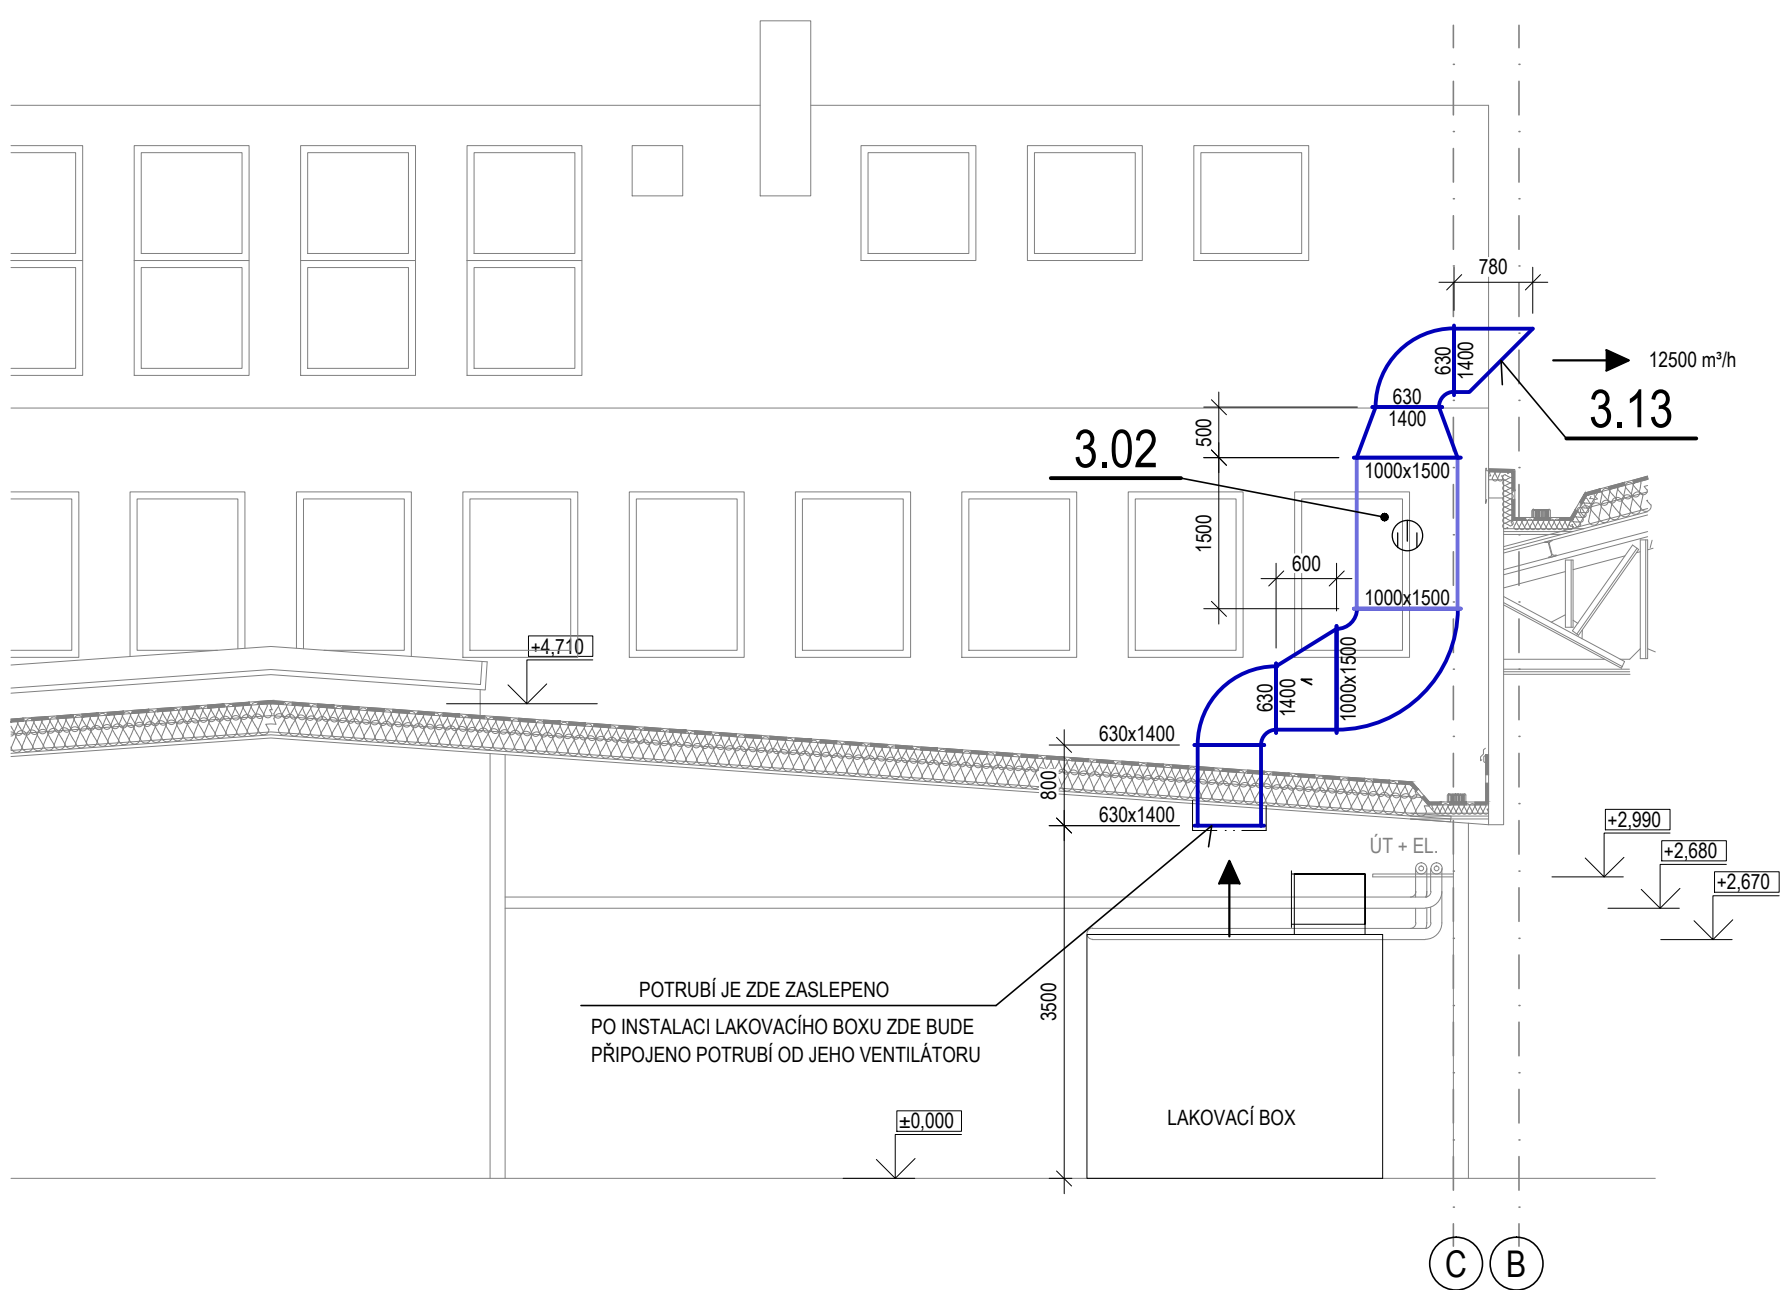 780
12500 m³/h
630
1400
3.13
630
1400
500
3.02
1000x1500
1500
600
1000x1500
+4,710
1000x1500
630
1400
630x1400
800
630x1400
+2,990
ÚT + EL.
+2,680
+2,670
POTRUBÍ JE ZDE ZASLEPENO
PO INSTALACI LAKOVACÍHO BOXU ZDE BUDE
PŘIPOJENO POTRUBÍ OD JEHO VENTILÁTORU
3500
±0,000
LAKOVACÍ BOX
C
B